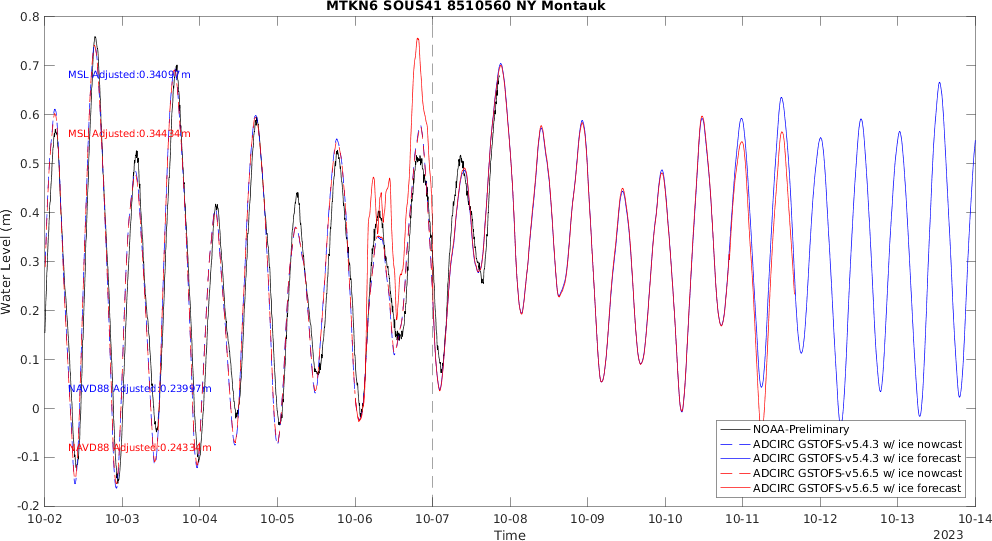 MTKN6 SOUS41 8510560 NY Montauk
0.8
0.7
0.6
0.5
0.4
0.3
0.2
0.1
0
-0.1
-0.2
Water Level (m)
MSL Adjusted:0.34097m
MSL Adjusted:0.34434m
NAVD88 Adjusted:0.23997m
NAVD88 Adjusted:0.24334m
NOAA-Preliminary
ADCIRC GSTOFS-v5.4.3 w/ ice nowcast
ADCIRC GSTOFS-v5.4.3 w/ ice forecast
ADCIRC GSTOFS-v5.6.5 w/ ice nowcast
ADCIRC GSTOFS-v5.6.5 w/ ice forecast
10-02 10-03 10-04 10-05 10-06 10-07 10-08 10-09 10-10 10-11 10-12 10-13 10-14
Time
2023